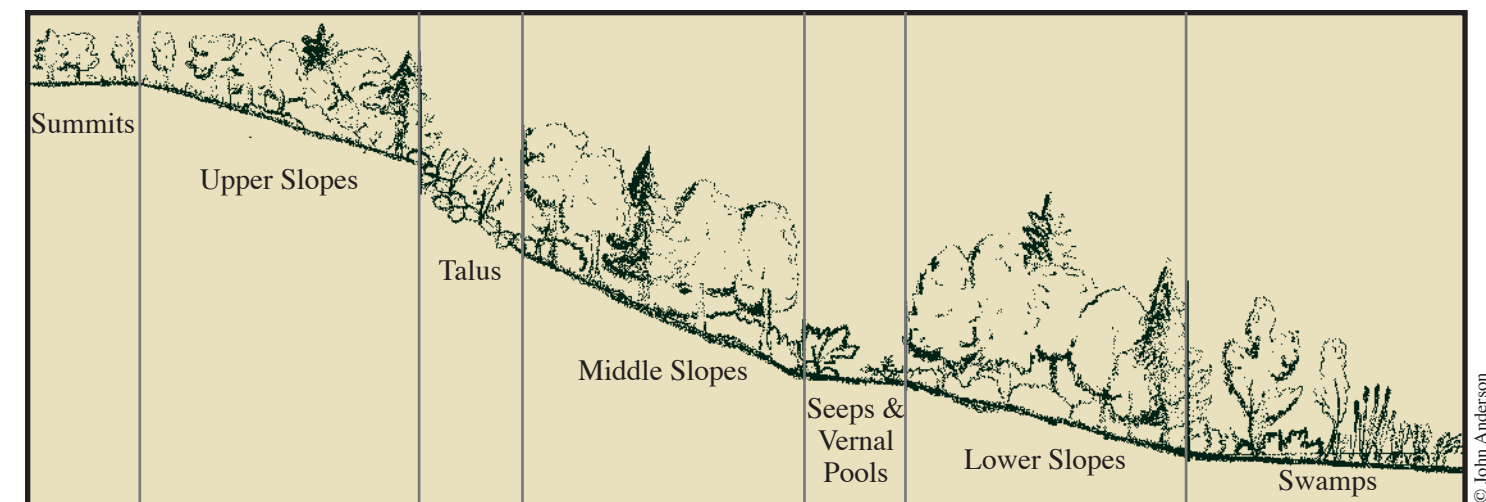 Summits
Upper Slopes
Talus
Middle Slopes
Seeps &
Vernal
Pools
Lower Slopes
Swamps
© John Anderson